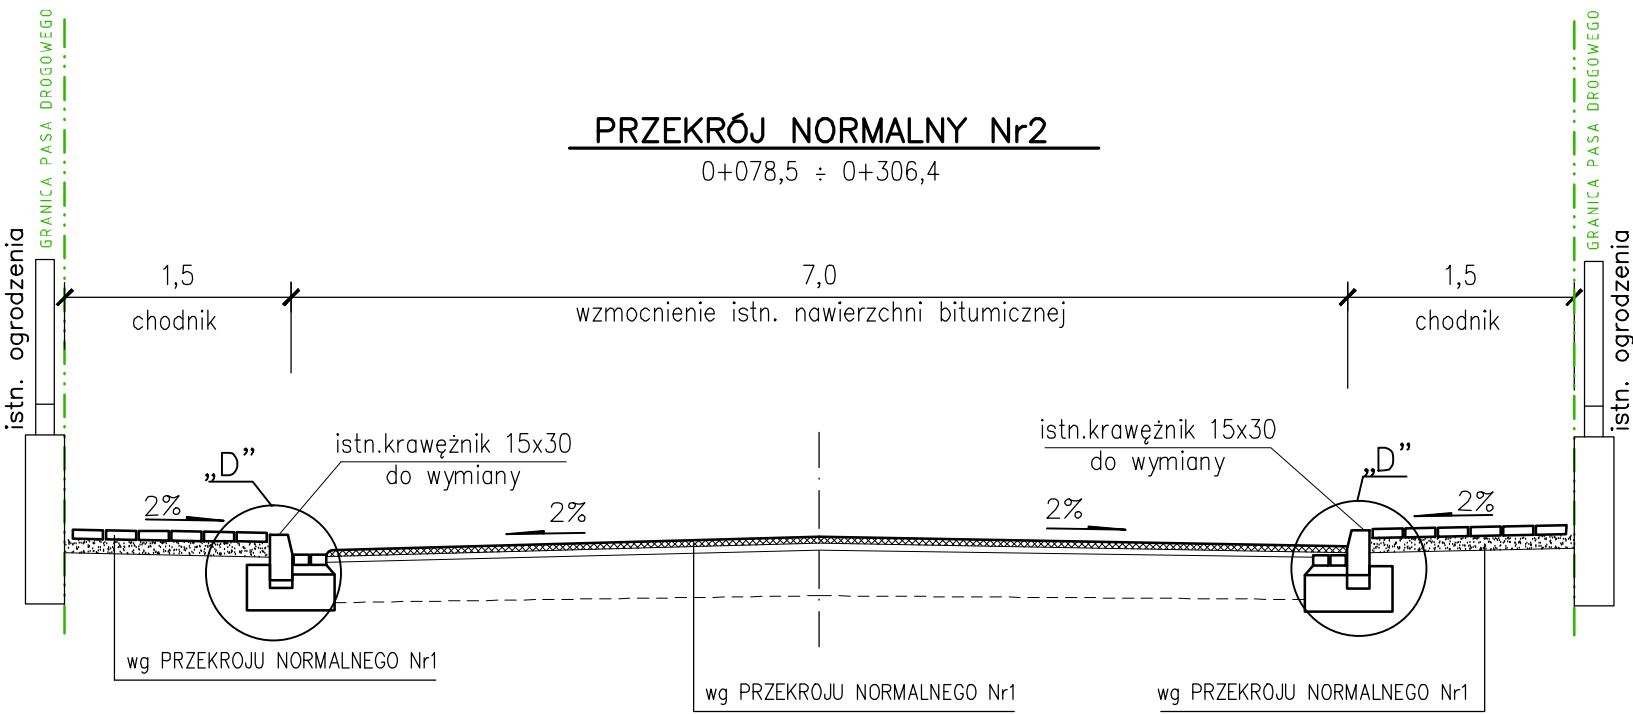 GRANICA PASA DROGOWEGO
GRANICA PASA DROGOWEGO
PRZEKRÓJ NORMALNY Nr2
0+078,5 ÷ 0+306,4
istn. ogrodzenia
istn. ogrodzenia
1,5
7,0
1,5
chodnik
wzmocnienie istn. nawierzchni bitumicznej
chodnik
istn.krawężnik 15x30
do wymiany
istn.krawężnik 15x30
do wymiany
„D”
„D”
2%
2%
2%
2%
wg PRZEKROJU NORMALNEGO Nr1
wg PRZEKROJU NORMALNEGO Nr1
wg PRZEKROJU NORMALNEGO Nr1